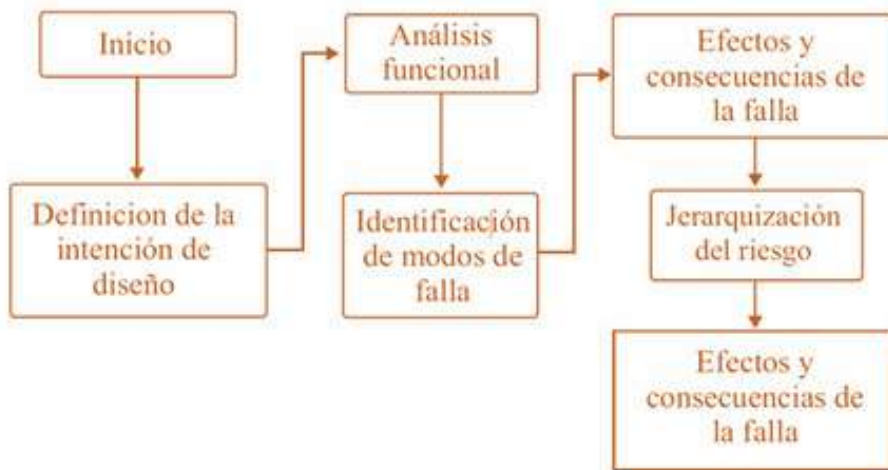 Inicio
Definicion de la
intención de
diseño
Análisis
funcional
Identificación
de modos de
falla
Efectos y
consecuencias de
la falla
Jerarquización
del riesgo
Efectos y
consecuencias de
la falla